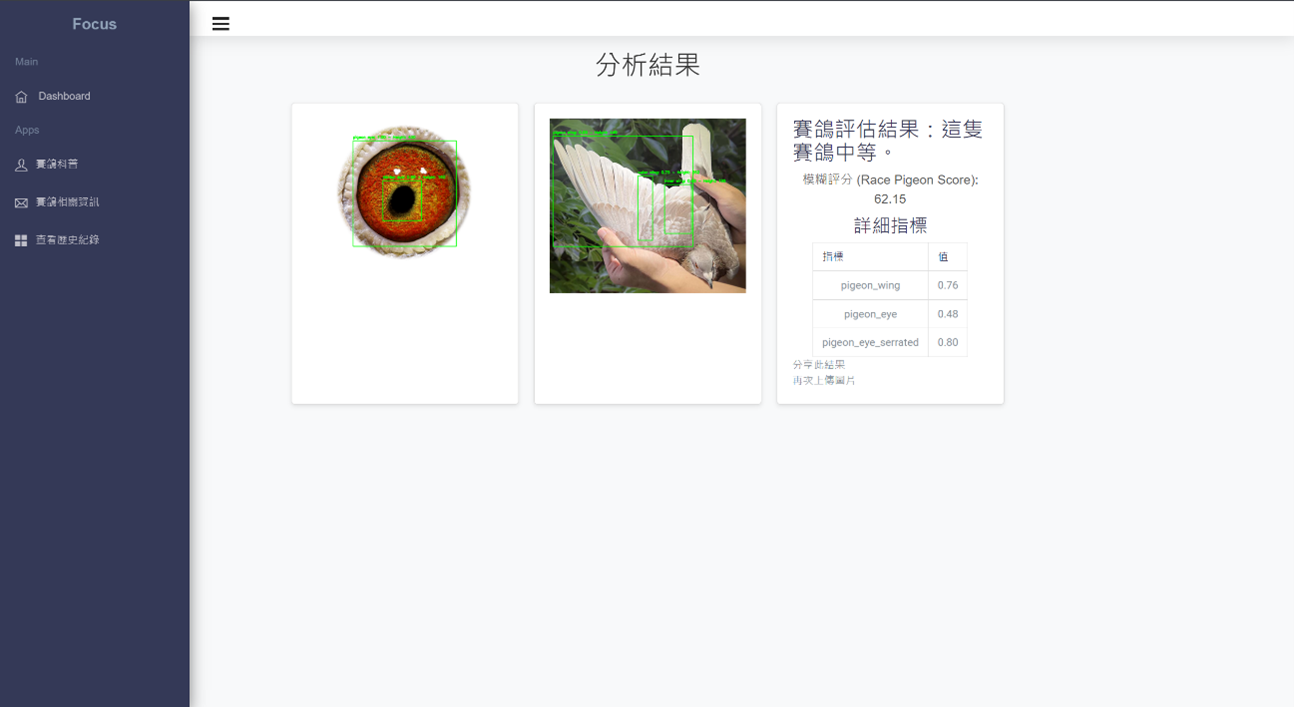 Focus
Main
Dashboard
Apps
賽鴿科普
賽鴿相關資訊
查看歷史紀錄
分析結果
賽鴿評估結果：這隻
賽鴿中等。
模糊評分 (Race Pigeon Score):
62.15
詳細指標
指標 值
pigeon_wing 0.76
pigeon_eye 0.48
pigeon_eye_serrated 0.80
分享此結果
再次上傳圖片